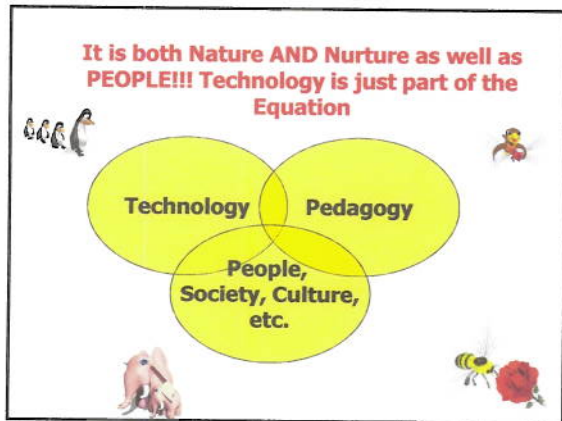 It is both Nature AND Nurture as well as
PEOPLE!!! Technology is just part of the
Equation
Technology
Pedagogy
People,
Society, Culture,
etc.